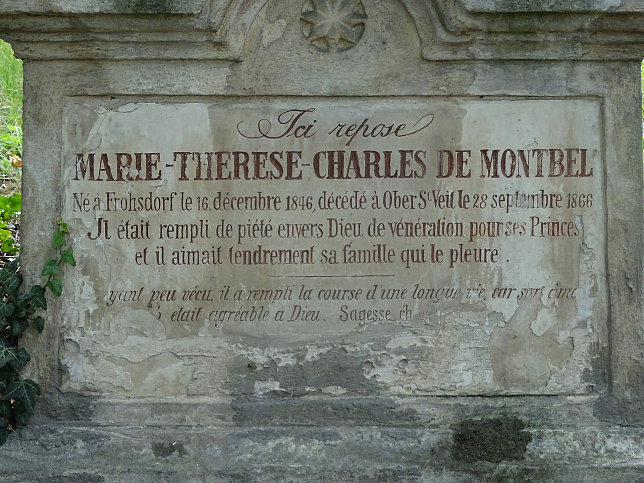 Ici repose
MARIE-THERESE-CHARLES DE MONTBEL
Né à Frohsdorf le 16. décembre 1846, décédé à Ober St Veit le 28 septembre 1866
Il était rempli de piété envers Dieu, de vénération pour ses Princes
et il aimait tendrement sa famille qui le pleure.
yant peu vécu, il a rempli la course d'une longue vie, car son âme
était agréable à Dieu. Sagesse. ch